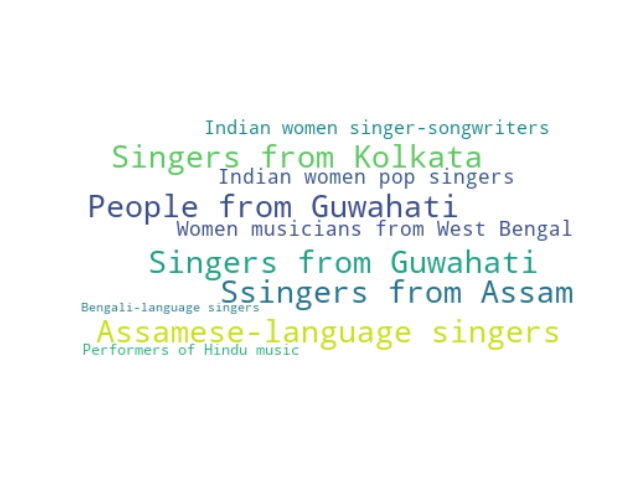 Indian women singer-songwriters
Singers from Kolkata
Indian women pop singers
People from Guwahati
Women musicians from West Bengal
Singers from Guwahati
Ssingers from Assam
Bengali-language singers
Assamese-language singers
Performers of Hindu music